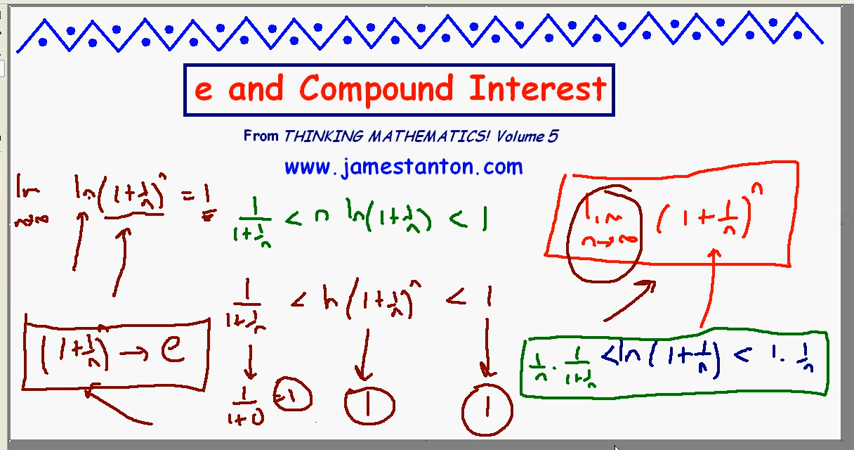 e and Compound Interest
From THINKING MATHEMATICS! Volume 5
www.jamestanton.com
lim n→∞ ln(1+1/n)^n = 1
1/(1+1/n) < n ln(1+1/n) < 1
lim n→∞ (1+1/n)^n
1/(1+1/n) < ln(1+1/n)^n < 1
(1+1/n) → e
1/n · 1/(1+1/n) < ln(1+1/n) < 1 · 1/n
1/(1+0) = 1
1
1